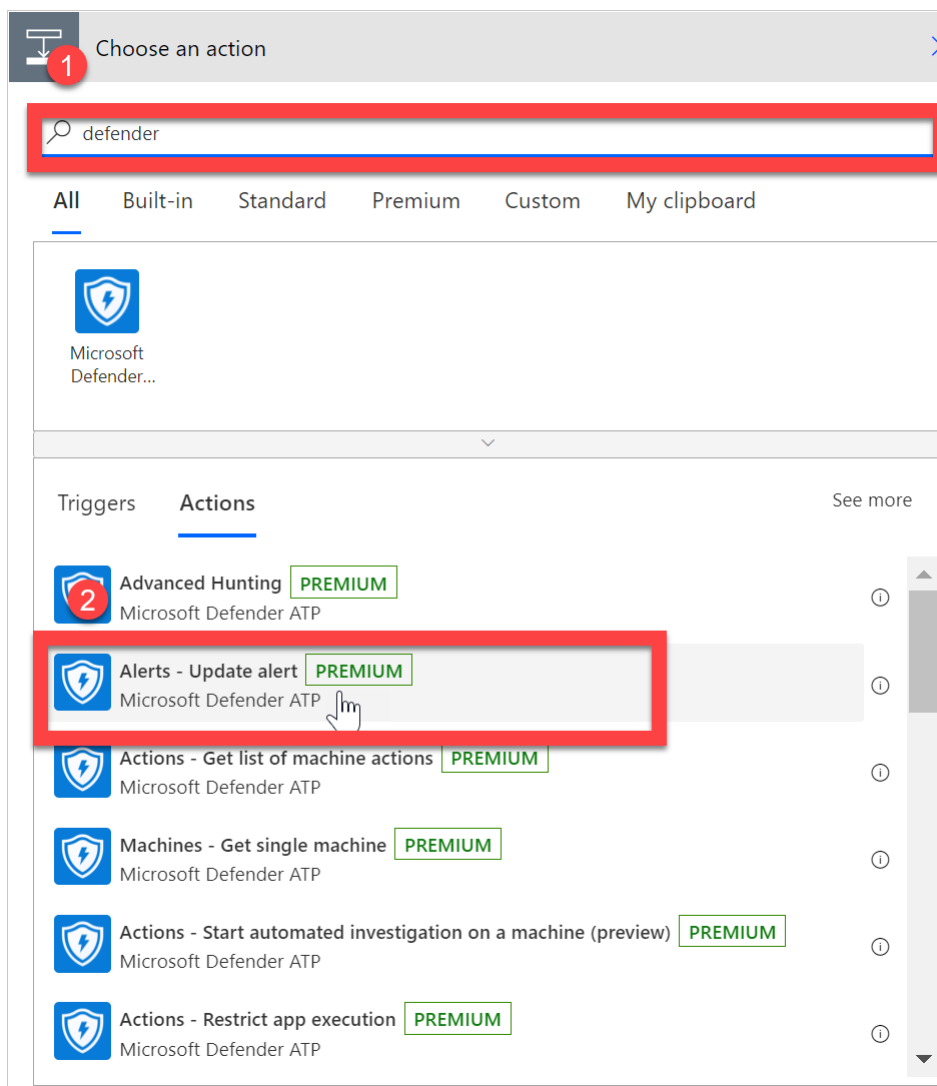 Choose an action
1
defender
All Built-in Standard Premium Custom My clipboard
Microsoft
Defender...
Triggers Actions See more
Advanced Hunting PREMIUM
Microsoft Defender ATP
2
Alerts - Update alert PREMIUM
Microsoft Defender ATP
Actions - Get list of machine actions PREMIUM
Microsoft Defender ATP
Machines - Get single machine PREMIUM
Microsoft Defender ATP
Actions - Start automated investigation on a machine (preview) PREMIUM
Microsoft Defender ATP
Actions - Restrict app execution PREMIUM
Microsoft Defender ATP